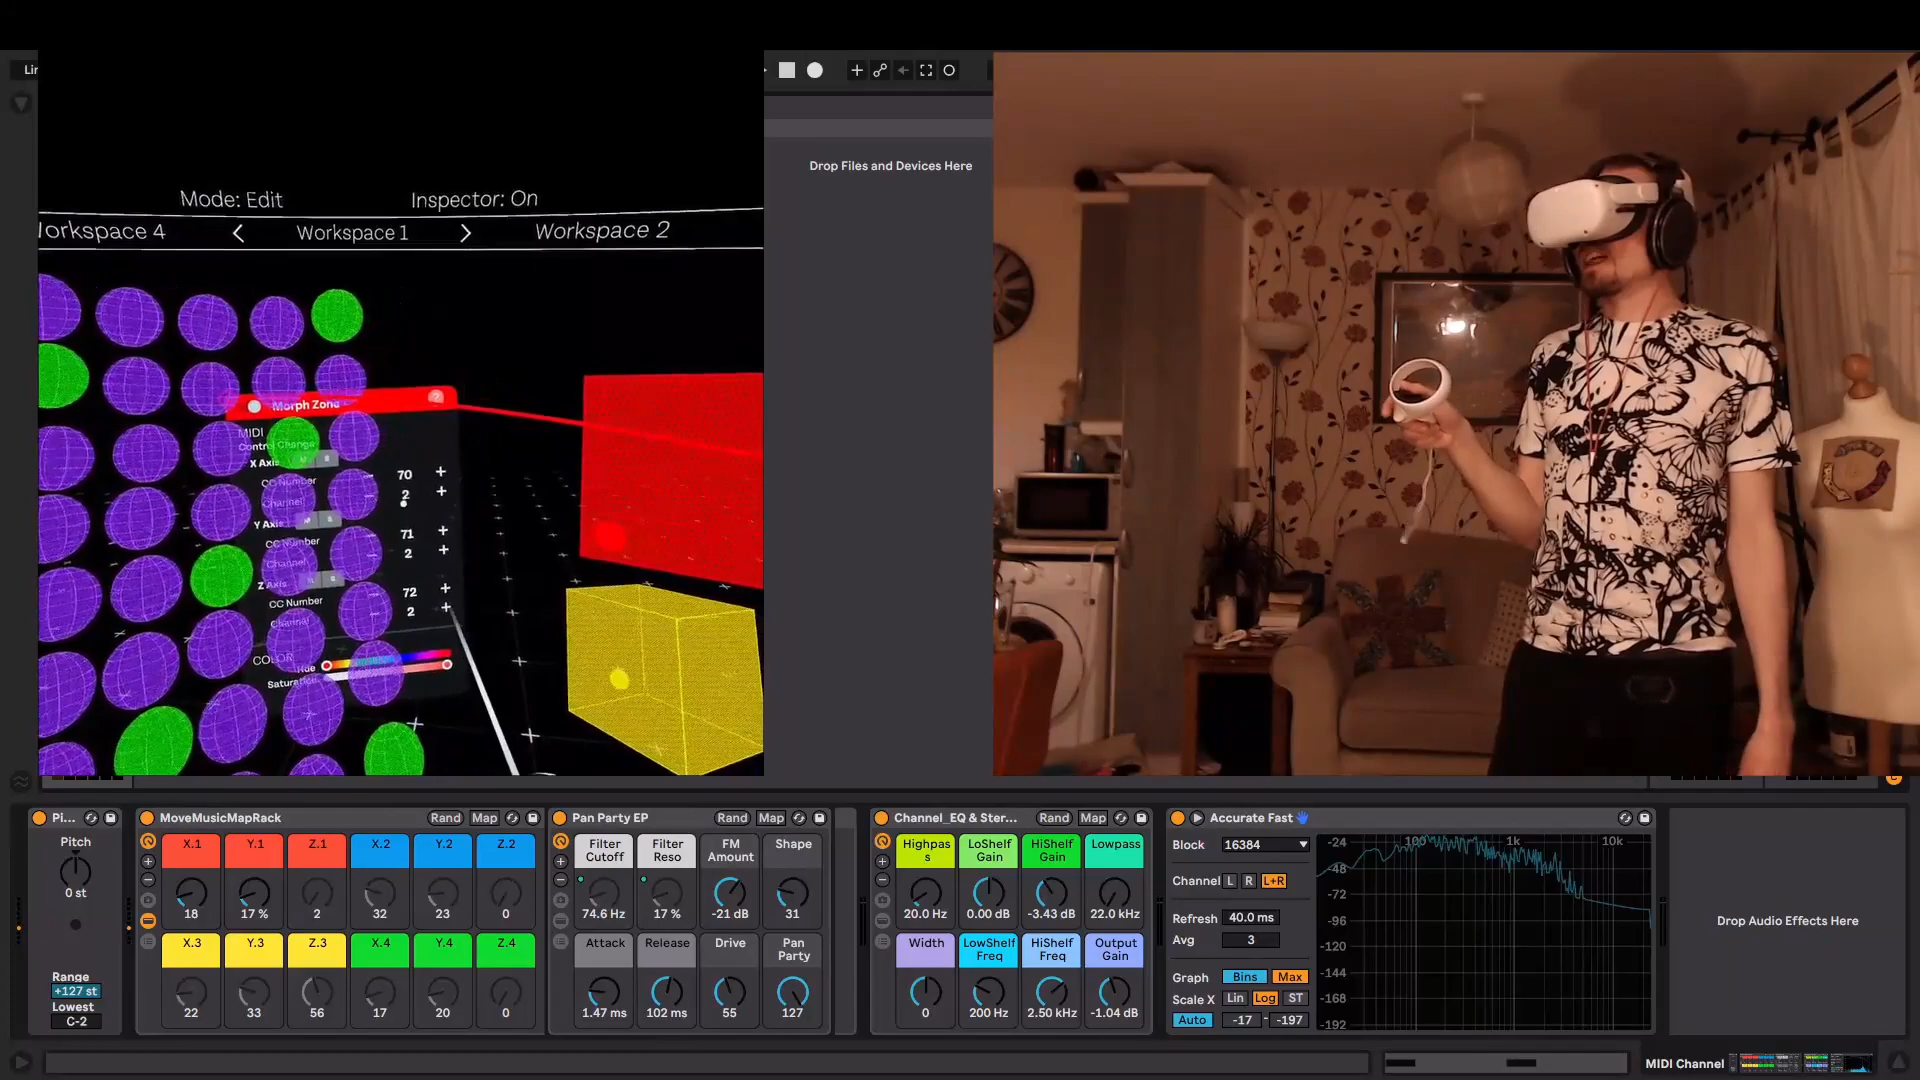 Lin
Drop Files and Devices Here
Mode: Edit
Inspector: On
Workspace 4
Workspace 1
Workspace 2
Morph Zone
?
MIDI
Control Change
X Axis
CC Number
70
Channel
2
Y Axis
CC Number
71
Channel
2
Z Axis
CC Number
72
Channel
2
COLOR
Hue
Saturation
Pi...
Pitch
0 st
Range
+127 st
Lowest
C-2
MoveMusicMapRack
Rand
Map
X.1
Y.1
Z.1
X.2
Y.2
Z.2
18
17 %
2
32
23
0
X.3
Y.3
Z.3
X.4
Y.4
Z.4
22
33
56
17
20
0
Pan Party EP
Rand
Map
Filter Cutoff
Filter Reso
FM Amount
Shape
74.6 Hz
17 %
-21 dB
31
Attack
Release
Drive
Pan Party
1.47 ms
102 ms
55
127
Channel_EQ & Ster...
Rand
Map
Highpass
LoShelf Gain
HiShelf Gain
Lowpass
20.0 Hz
0.00 dB
-3.43 dB
22.0 kHz
Width
LowShelf Freq
HiShelf Freq
Output Gain
0
200 Hz
2.50 kHz
-1.04 dB
Accurate Fast
Block
16384
Channel
L
R
L+R
Refresh
40.0 ms
Avg
3
Graph
Bins
Max
Scale X
Lin
Log
ST
Auto
-17
-
-197
-24
-48
-72
-96
-120
-144
-168
-192
100
1k
10k
Drop Audio Effects Here
MIDI Channel